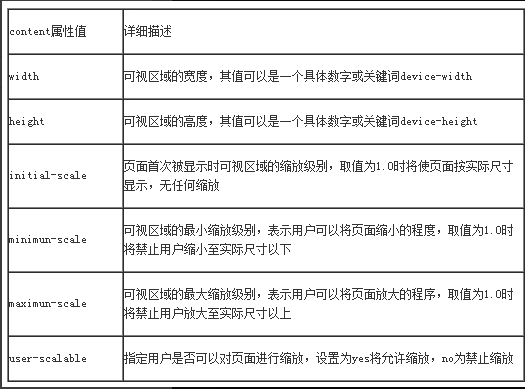 content属性值 详细描述
width 可视区域的宽度，其值可以是一个具体数字或关键词device-width
height 可视区域的高度，其值可以是一个具体数字或关键词device-height
initial-scale 页面首次被显示时可视区域的缩放级别，取值为1.0时将使页面按实际尺寸
显示，无任何缩放
minimun-scale 可视区域的最小缩放级别，表示用户可以将页面缩小的程度，取值为1.0时
将禁止用户缩小至实际尺寸以下
maximun-scale 可视区域的最大缩放级别，表示用户可以将页面放大的程序，取值为1.0时
将禁止用户放大至实际尺寸以上
user-scalable 指定用户是否可以对页面进行缩放，设置为yes将允许缩放，no为禁止缩放